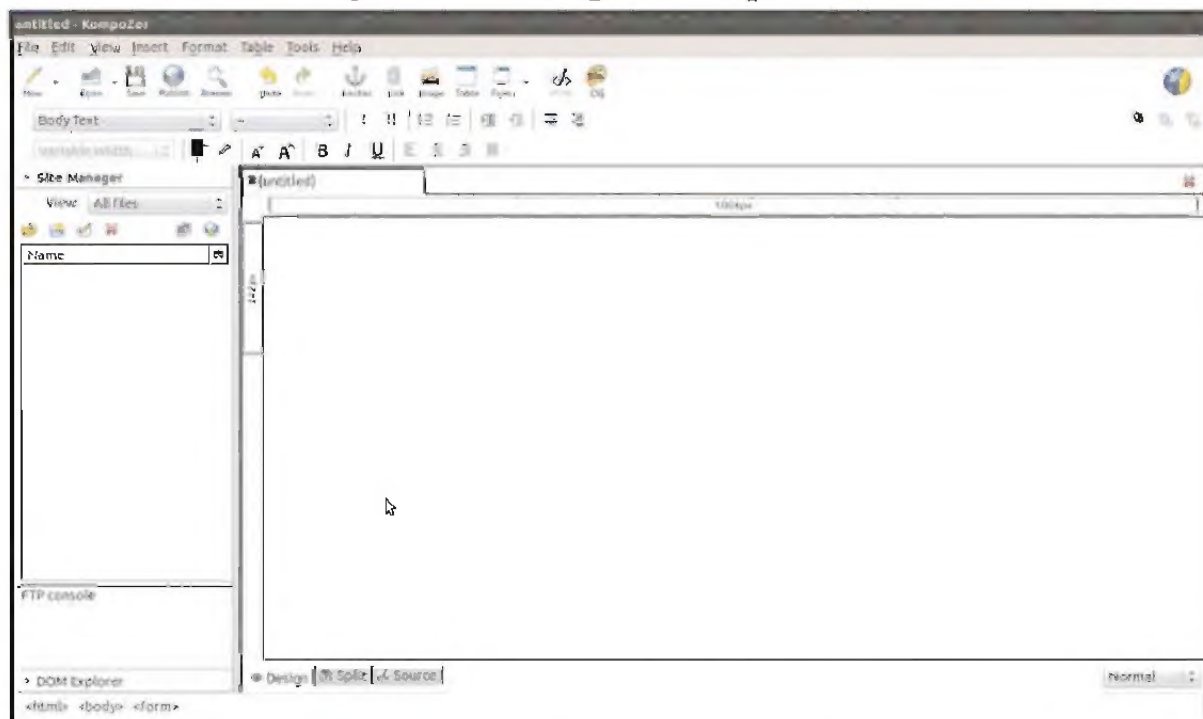 untitled - KompoZer
File Edit View Insert Format Table Tools Help
New Open Save Publish Browse Undo Redo Anchor Link Image Table Form CSS
Body Text
Variable Width
A A B I U
Site Manager
(untitled)
View: All files
Name
FTP console
DOM Explorer
Design Split Source
Normal
<html> <body> <form>